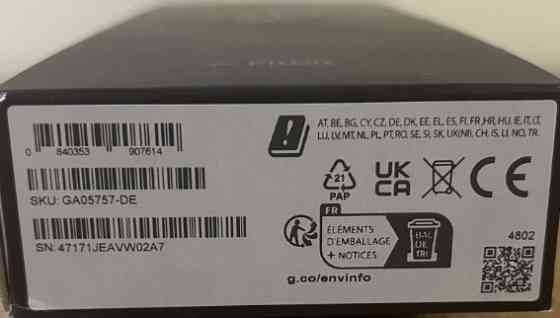 AT, BE, BG, CY, CZ, DE, DK, EE, EL, ES, FI, FR ,HR, HU, IE, IT, LT,
LU, LV, MT, NL, PL, PT, RO, SE, SI, SK, UK(NI), CH, IS, LI, NO, TR.
0 840353 907614
SKU: GA05757-DE
SN: 47171JEAVW02A7
21
PAP
UK
CA
CE
FR
ÉLÉMENTS
D'EMBALLAGE
+ NOTICES
BAC
DE
TRI
g.co/envinfo
4802